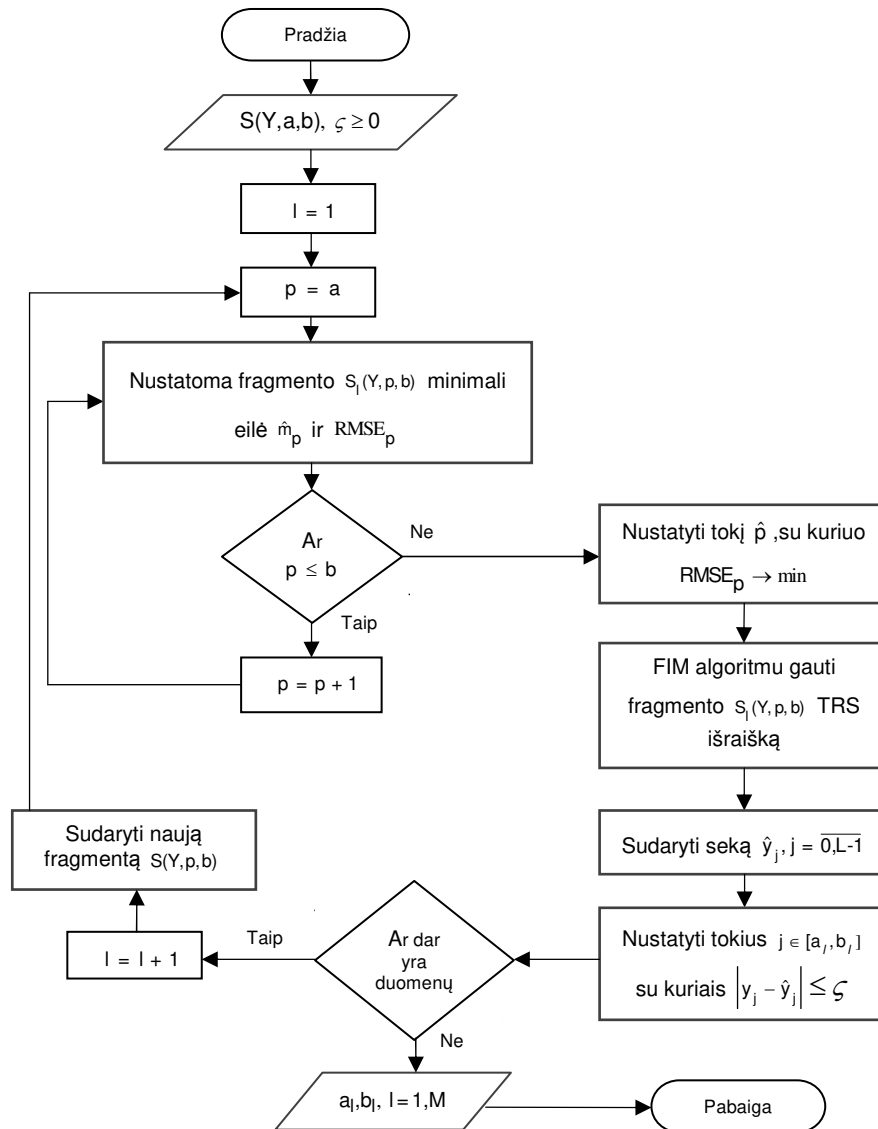 Pradžia
S(Y,a,b), ς ≥ 0
l = 1
p = a
Nustatoma fragmento S_l(Y, p, b) minimali
eilė m̂_p ir RMSE_p
Ar
p ≤ b
Ne
Taip
p = p + 1
Nustatyti tokį p̂ ,su kuriuo
RMSE_p → min
FIM algoritmu gauti
fragmento S_l(Y, p, b) TRS
išraišką
Sudaryti seką ŷ_j, j = \overline{0,L-1}
Nustatyti tokius j ∈ [a_l, b_l]
su kuriais |y_j − ŷ_j| ≤ ς
Ar dar
yra
duomenų
Taip
l = l + 1
Sudaryti naują
fragmentą S(Y,p,b)
Ne
a_l,b_l, l = 1,M
Pabaiga